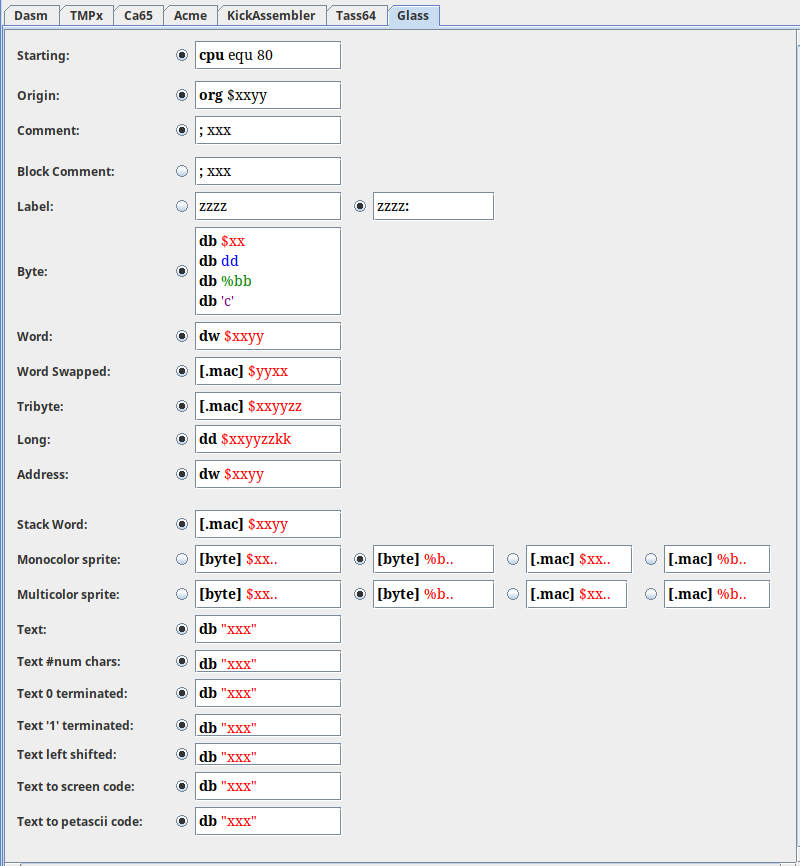 Dasm TMPx Ca65 Acme KickAssembler Tass64 Glass
Starting: cpu equ 80
Origin: org $xxyy
Comment: ; xxx
Block Comment: ; xxx
Label: zzzz zzzz:
Byte: db $xx
db dd
db %bb
db 'c'
Word: dw $xxyy
Word Swapped: [.mac] $yyxx
Tribyte: [.mac] $xxyyzz
Long: dd $xxyyzzkk
Address: dw $xxyy
Stack Word: [.mac] $xxyy
Monocolor sprite: [byte] $xx.. [byte] %b.. [.mac] $xx.. [.mac] %b..
Multicolor sprite: [byte] $xx.. [byte] %b.. [.mac] $xx.. [.mac] %b..
Text: db "xxx"
Text #num chars: db "xxx"
Text 0 terminated: db "xxx"
Text '1' terminated: db "xxx"
Text left shifted: db "xxx"
Text to screen code: db "xxx"
Text to petascii code: db "xxx"